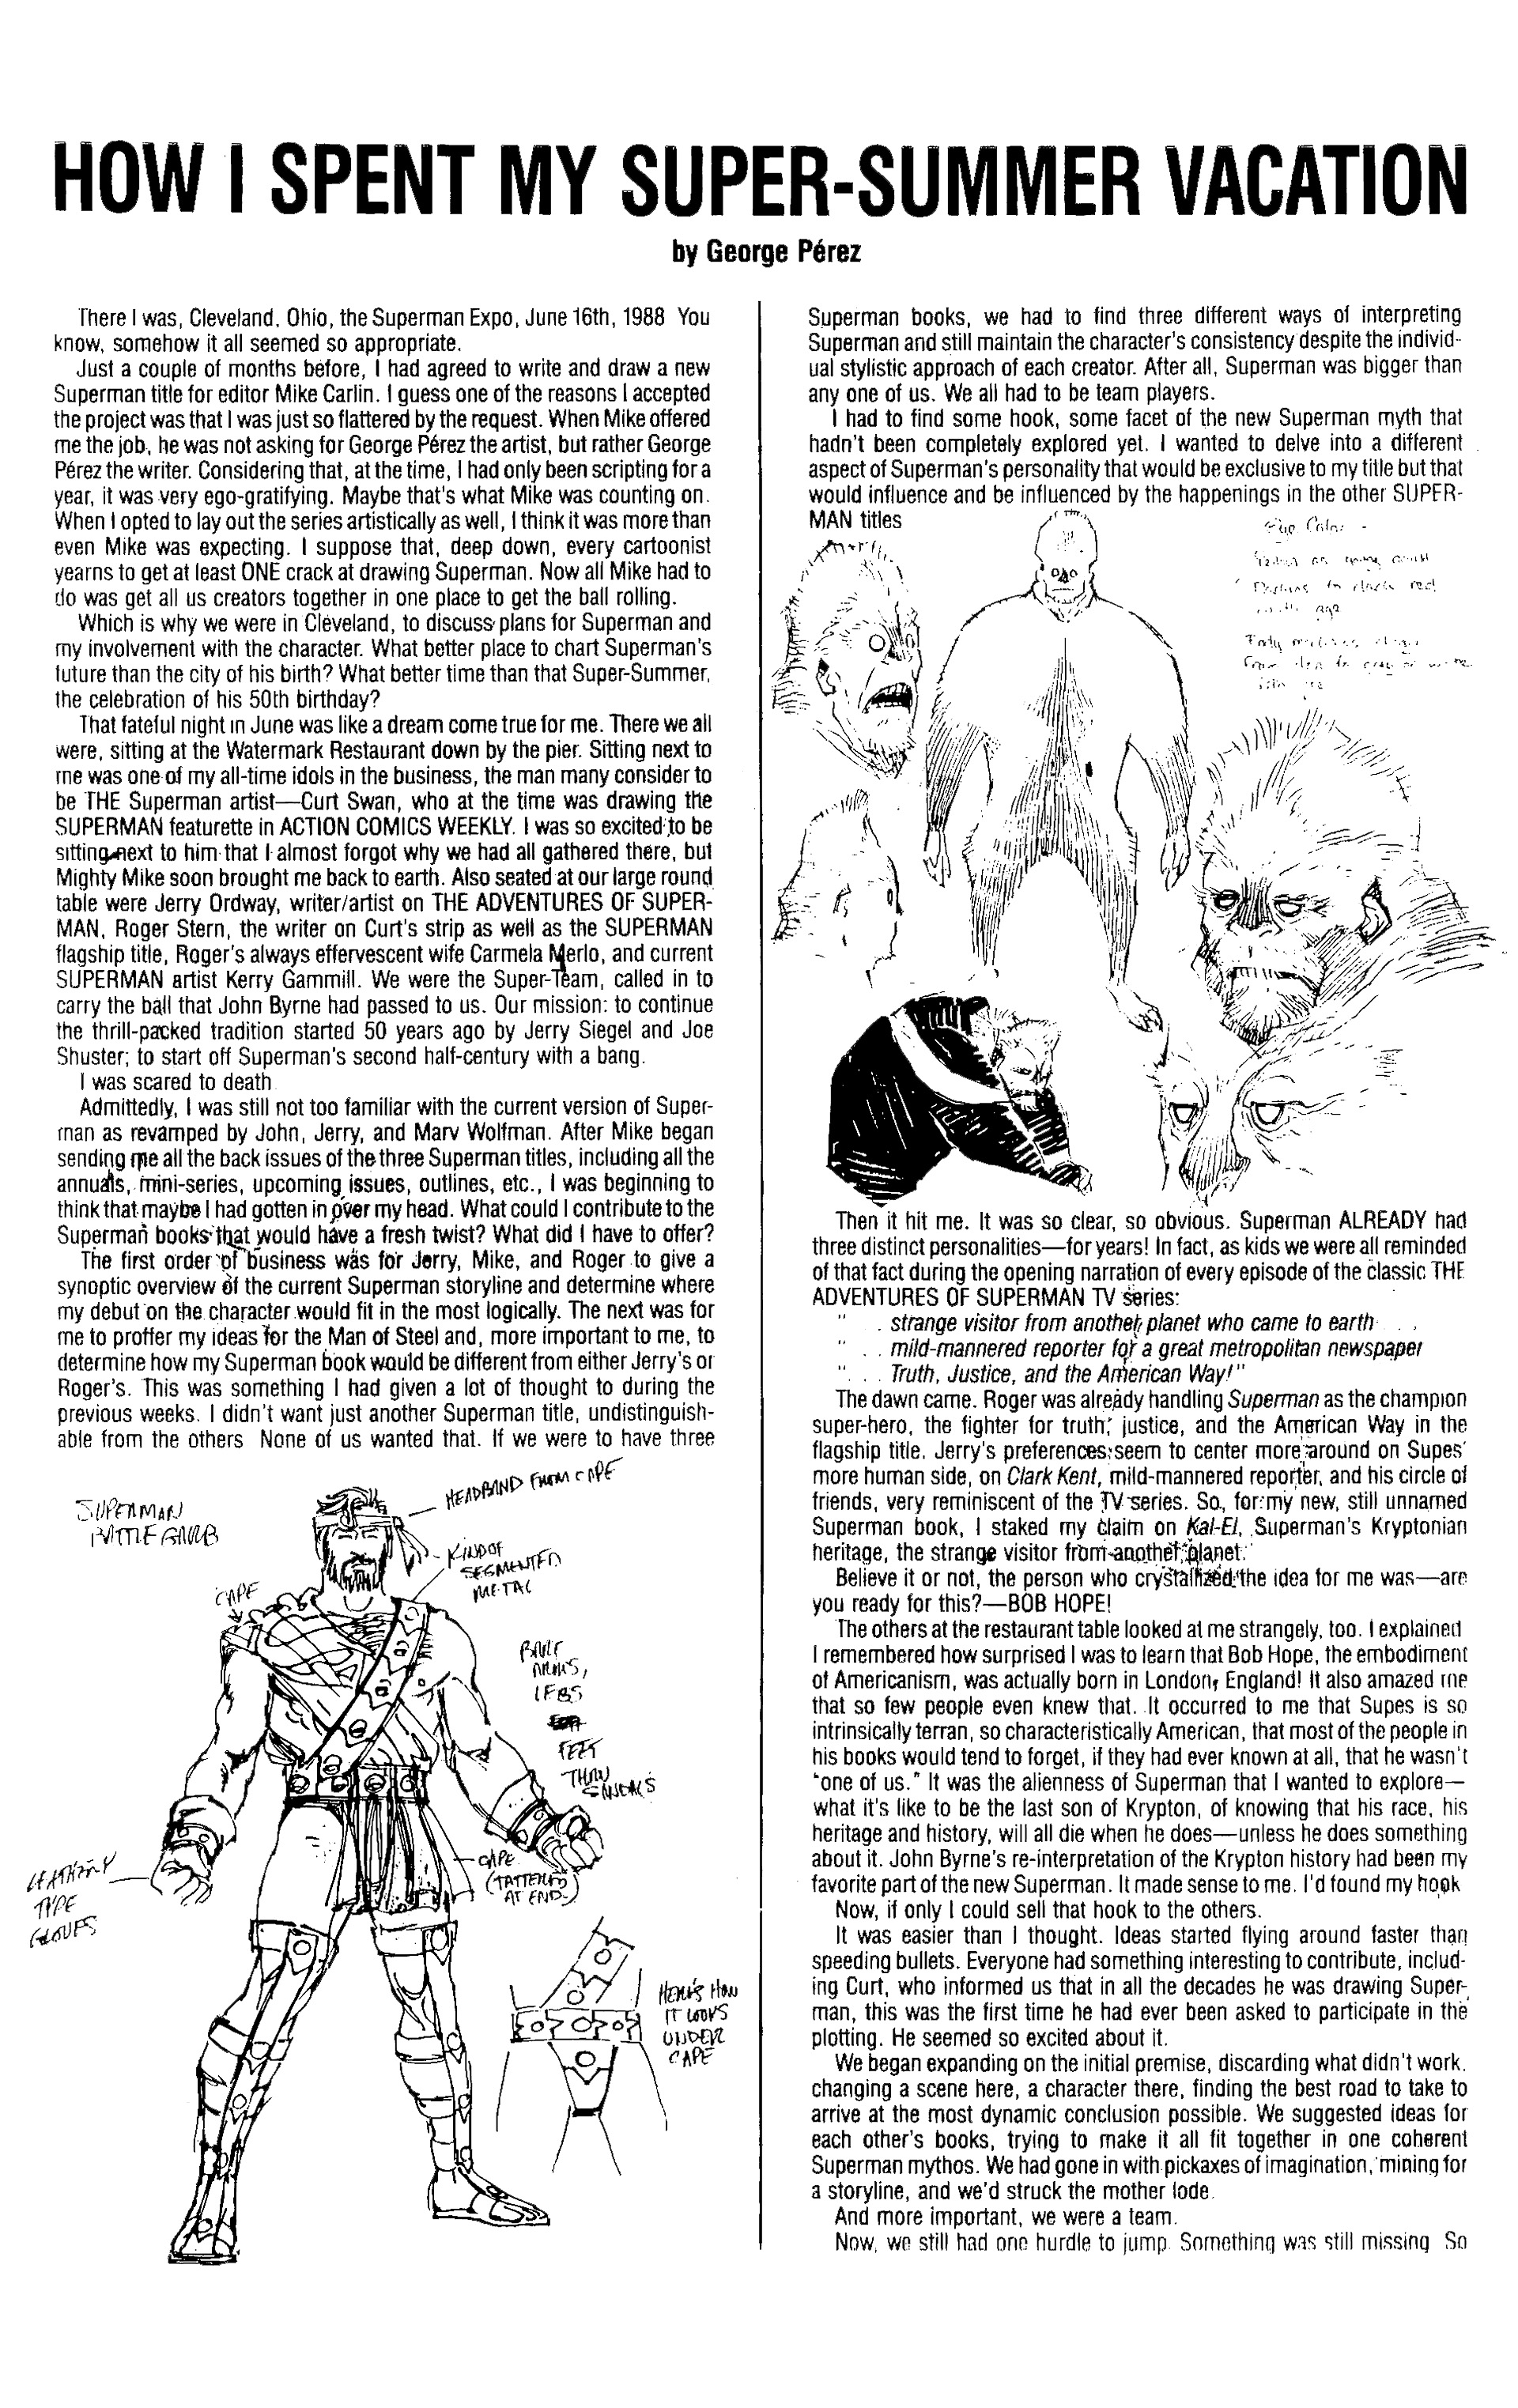 HOW I SPENT MY SUPER-SUMMER VACATION
by George Pérez
There I was, Cleveland, Ohio, the Superman Expo, June 16th, 1988 You
know, somehow it all seemed so appropriate.
Just a couple of months before, I had agreed to write and draw a new
Superman title for editor Mike Carlin. I guess one of the reasons I accepted
the project was that I was just so flattered by the request. When Mike offered
me the job, he was not asking for George Pérez the artist, but rather George
Pérez the writer. Considering that, at the time, I had only been scripting for a
year, it was very ego-gratifying. Maybe that's what Mike was counting on.
When I opted to lay out the series artistically as well, I think it was more than
even Mike was expecting. I suppose that, deep down, every cartoonist
yearns to get at least ONE crack at drawing Superman. Now all Mike had to
do was get all us creators together in one place to get the ball rolling.
Which is why we were in Cleveland, to discuss plans for Superman and
my involvement with the character. What better place to chart Superman's
future than the city of his birth? What better time than that Super-Summer,
the celebration of his 50th birthday?
That fateful night in June was like a dream come true for me. There we all
were, sitting at the Watermark Restaurant down by the pier. Sitting next to
me was one of my all-time idols in the business, the man many consider to
be THE Superman artist—Curt Swan, who at the time was drawing the
SUPERMAN featurette in ACTION COMICS WEEKLY. I was so excited to be
sitting next to him that I almost forgot why we had all gathered there, but
Mighty Mike soon brought me back to earth. Also seated at our large round
table were Jerry Ordway, writer/artist on THE ADVENTURES OF SUPER-
MAN, Roger Stern, the writer on Curt's strip as well as the SUPERMAN
flagship title, Roger's always effervescent wife Carmela Merlo, and current
SUPERMAN artist Kerry Gammill. We were the Super-Team, called in to
carry the ball that John Byrne had passed to us. Our mission: to continue
the thrill-packed tradition started 50 years ago by Jerry Siegel and Joe
Shuster; to start off Superman's second half-century with a bang.
I was scared to death
Admittedly, I was still not too familiar with the current version of Super-
man as revamped by John, Jerry, and Marv Wolfman. After Mike began
sending me all the back issues of the three Superman titles, including all the
annuals, mini-series, upcoming issues, outlines, etc., I was beginning to
think that maybe I had gotten in over my head. What could I contribute to the
Superman books that would have a fresh twist? What did I have to offer?
The first order of business was for Jerry, Mike, and Roger to give a
synoptic overview of the current Superman storyline and determine where
my debut on the character would fit in the most logically. The next was for
me to proffer my ideas for the Man of Steel and, more important to me, to
determine how my Superman book would be different from either Jerry's or
Roger's. This was something I had given a lot of thought to during the
previous weeks. I didn't want just another Superman title, undistinguish-
able from the others None of us wanted that. If we were to have three
SUPERMAN
BATTLE GARB
HEADBAND FROM CAPE
KIND OF
SEGMENTED
METAL
CAPE
BARE
ARMS,
LEGS
FEET
THRU
SANDALS
LEATHERY
TYPE
GLOVES
CAPE
(TATTERED
AT END.)
HERE'S HOW
IT LOOKS
UNDER
CAPE
Superman books, we had to find three different ways of interpreting
Superman and still maintain the character's consistency despite the individ-
ual stylistic approach of each creator. After all, Superman was bigger than
any one of us. We all had to be team players.
I had to find some hook, some facet of the new Superman myth that
hadn't been completely explored yet. I wanted to delve into a different
aspect of Superman's personality that would be exclusive to my title but that
would influence and be influenced by the happenings in the other SUPER-
MAN titles
Eye Color -
Then it hit me. It was so clear, so obvious. Superman ALREADY had
three distinct personalities—for years! In fact, as kids we were all reminded
of that fact during the opening narration of every episode of the classic THE
ADVENTURES OF SUPERMAN TV series:
" . strange visitor from another planet who came to earth . .
" . . mild-mannered reporter for a great metropolitan newspaper
" . . . Truth, Justice, and the American Way!"
The dawn came. Roger was already handling Superman as the champion
super-hero, the fighter for truth, justice, and the American Way in the
flagship title. Jerry's preferences seem to center more around on Supes'
more human side, on Clark Kent, mild-mannered reporter, and his circle of
friends, very reminiscent of the TV series. So, for my new, still unnamed
Superman book, I staked my claim on Kal-El, Superman's Kryptonian
heritage, the strange visitor from another planet.
Believe it or not, the person who crystallized the idea for me was—are
you ready for this?—BOB HOPE!
The others at the restaurant table looked at me strangely, too. I explained
I remembered how surprised I was to learn that Bob Hope, the embodiment
of Americanism, was actually born in London, England! It also amazed me
that so few people even knew that. It occurred to me that Supes is so
intrinsically terran, so characteristically American, that most of the people in
his books would tend to forget, if they had ever known at all, that he wasn't
"one of us." It was the alienness of Superman that I wanted to explore—
what it's like to be the last son of Krypton, of knowing that his race, his
heritage and history, will all die when he does—unless he does something
about it. John Byrne's re-interpretation of the Krypton history had been my
favorite part of the new Superman. It made sense to me. I'd found my hook
Now, if only I could sell that hook to the others.
It was easier than I thought. Ideas started flying around faster than
speeding bullets. Everyone had something interesting to contribute, includ-
ing Curt, who informed us that in all the decades he was drawing Super-
man, this was the first time he had ever been asked to participate in the
plotting. He seemed so excited about it.
We began expanding on the initial premise, discarding what didn't work,
changing a scene here, a character there, finding the best road to take to
arrive at the most dynamic conclusion possible. We suggested ideas for
each other's books, trying to make it all fit together in one coherent
Superman mythos. We had gone in with pickaxes of imagination, mining for
a storyline, and we'd struck the mother lode.
And more important, we were a team.
Now, we still had one hurdle to jump. Something was still missing So